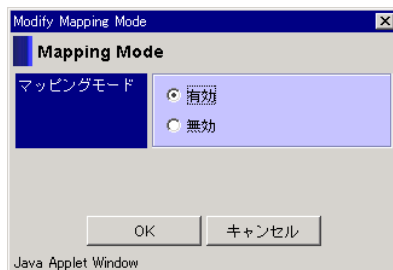 Modify Mapping Mode
Mapping Mode
マッピングモード
有効
無効
OK
キャンセル
Java Applet Window